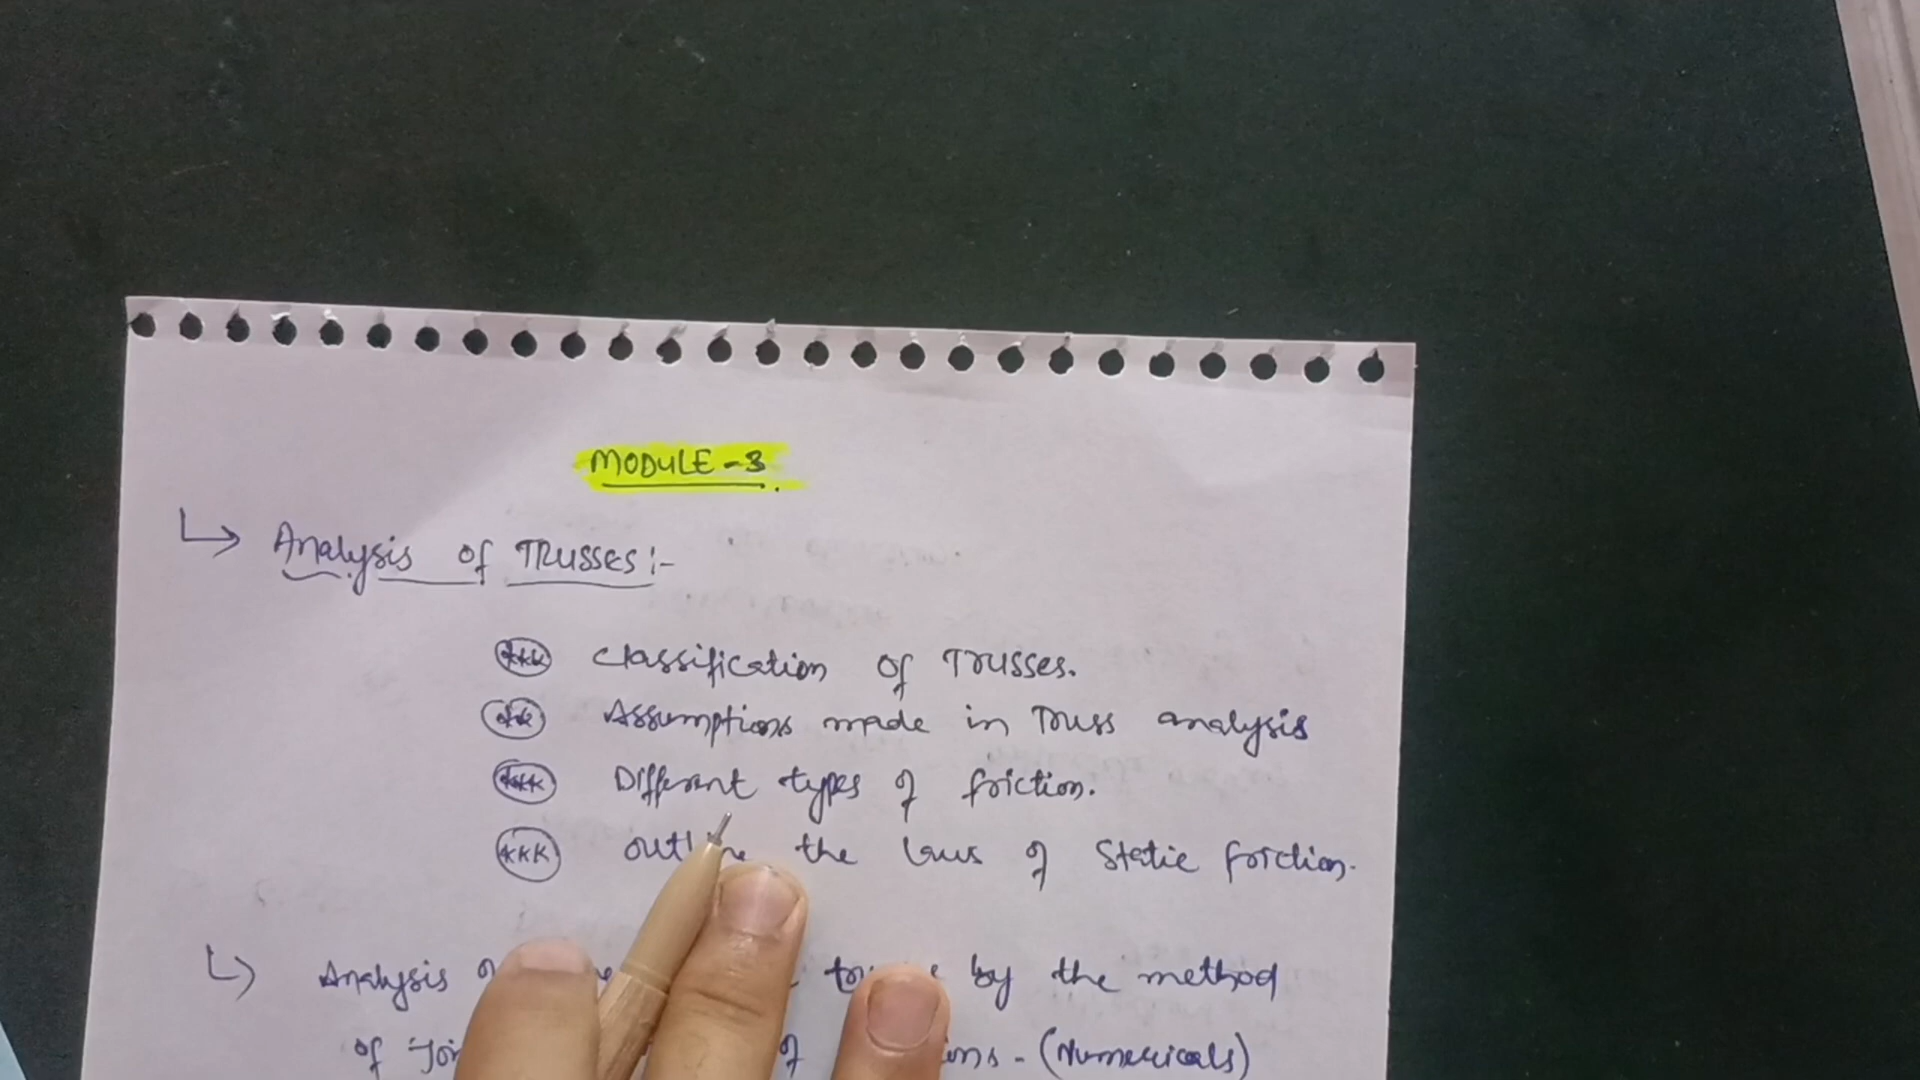 MODULE-3.
↳ Analysis of Trusses:-
*** Classification of Trusses.
*** Assumptions made in Truss analysis
*** Different types of friction.
*** the laws of Static friction.
↳ Analysis by the method
of - (Numericals)